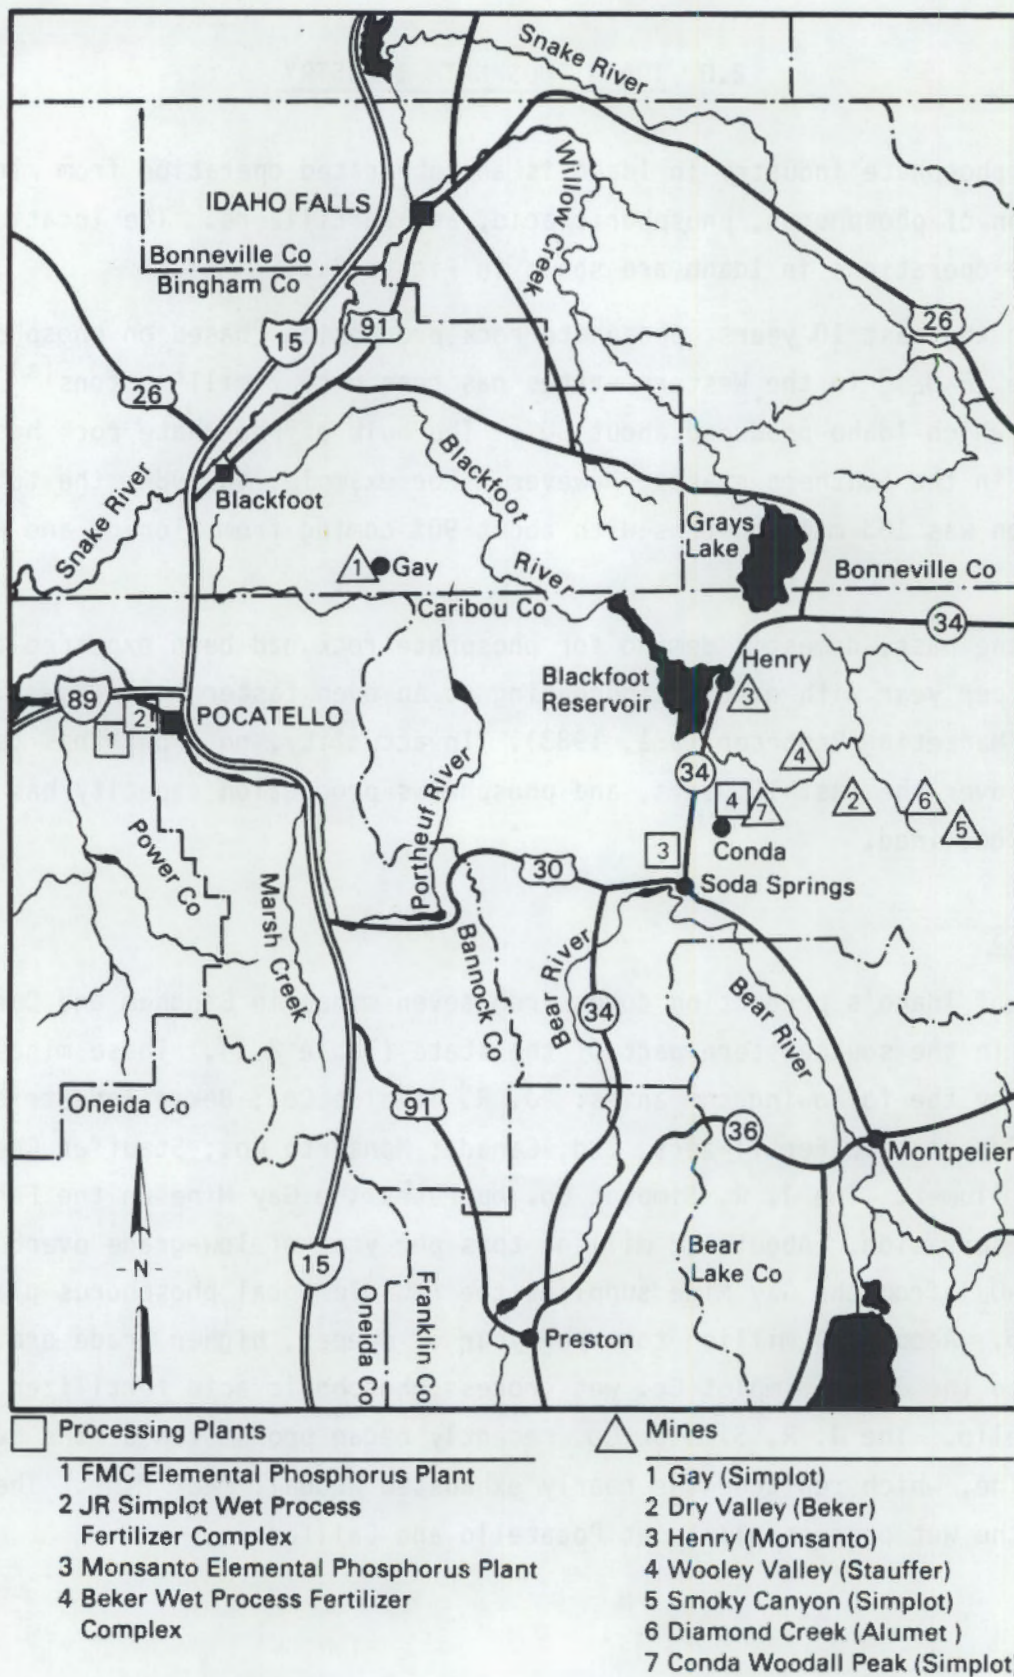 Snake River
Willow Creek
IDAHO FALLS
Bonneville Co
Bingham Co
91
15
26
26
Snake River
Blackfoot
Blackfoot
River
Grays
Lake
1
Gay
Bonneville Co
Caribou Co
34
Henry
Blackfoot
Reservoir
3
89
2
POCATELLO
4
34
2
6
5
4
7
Conda
3
Portneuf River
30
Soda Springs
Power Co
Marsh
Creek
Bannock Co
Bear River
34
Bear River
Oneida Co
91
36
Montpelier
N
15
Bear
Lake Co
Oneida Co
Franklin Co
Preston
Processing Plants
1 FMC Elemental Phosphorus Plant
2 JR Simplot Wet Process
Fertilizer Complex
3 Monsanto Elemental Phosphorus Plant
4 Beker Wet Process Fertilizer
Complex
Mines
1 Gay (Simplot)
2 Dry Valley (Beker)
3 Henry (Monsanto)
4 Wooley Valley (Stauffer)
5 Smoky Canyon (Simplot)
6 Diamond Creek (Alumet )
7 Conda Woodall Peak (Simplot